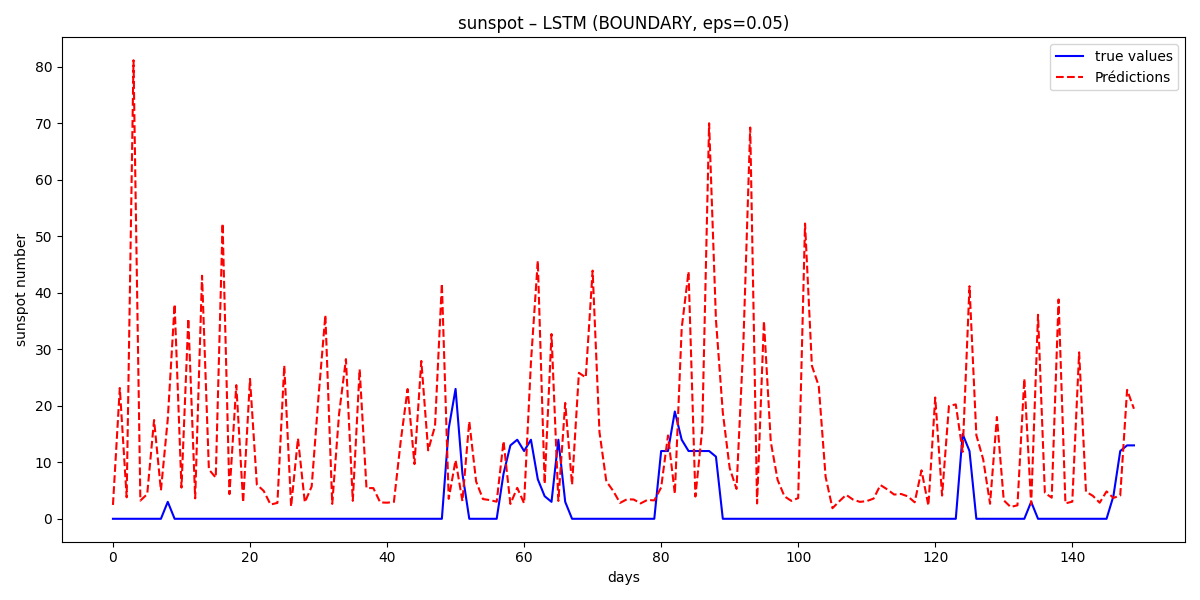 sunspot – LSTM (BOUNDARY, eps=0.05)
true values
Prédictions
sunspot number
80
70
60
50
40
30
20
10
0
0 20 40 60 80 100 120 140
days